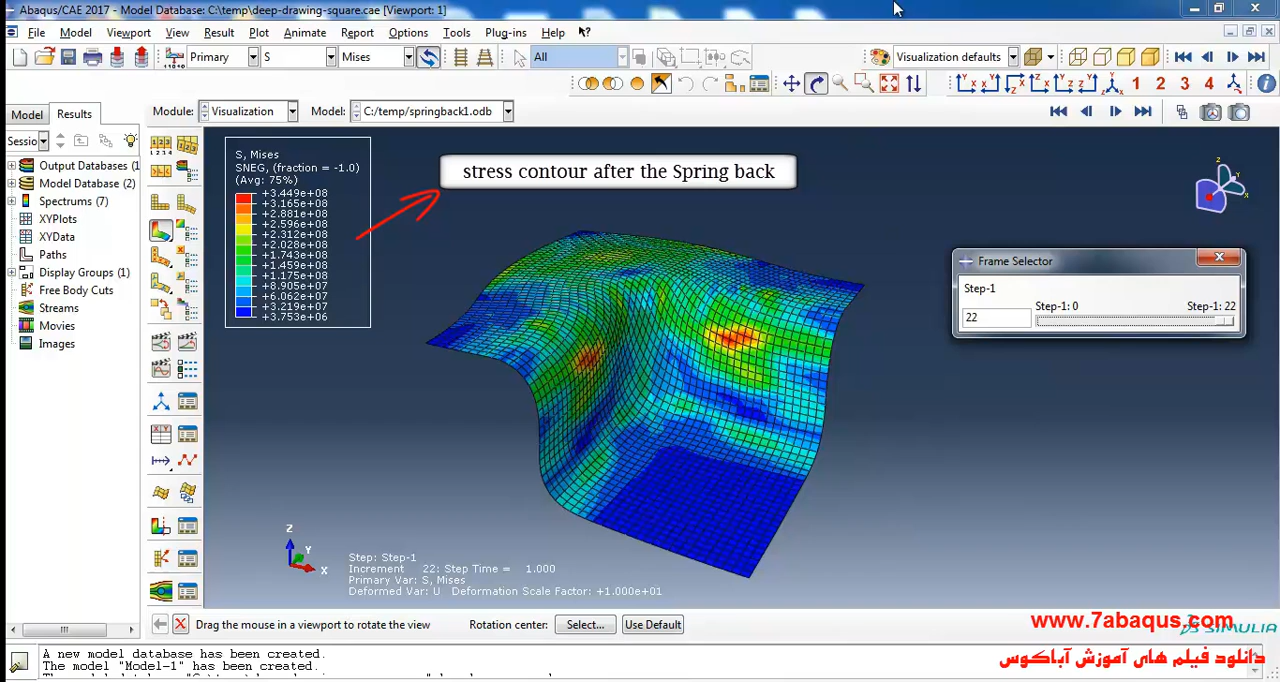 Abaqus/CAE 2017 - Model Database: C:\temp\deep-drawing-square.cae [Viewport: 1]
File Model Viewport View Result Plot Animate Report Options Tools Plug-ins Help
Primary S Mises All Visualization defaults
1 2 3 4
Model Results Module: Visualization Model: C:/temp/springback1.odb
Sessio
Output Databases (1
Model Database (2)
Spectrums (7)
XYPlots
XYData
Paths
Display Groups (1)
Free Body Cuts
Streams
Movies
Images
S, Mises
SNEG, (fraction = -1.0)
(Avg: 75%)
+3.449e+08
+3.165e+08
+2.881e+08
+2.596e+08
+2.312e+08
+2.028e+08
+1.743e+08
+1.459e+08
+1.175e+08
+8.905e+07
+6.062e+07
+3.219e+07
+3.753e+06
stress contour after the Spring back
Frame Selector
Step-1
22 Step-1: 0 Step-1: 22
Z
Y
X
Step: Step-1
Increment 22: Step Time = 1.000
Primary Var: S, Mises
Deformed Var: U Deformation Scale Factor: +1.000e+01
Drag the mouse in a viewport to rotate the view Rotation center: Select... Use Default
www.7abaqus.com
SIMULIA
دانلود فیلم های آموزش آباکوس
A new model database has been created.
The model "Model-1" has been created.